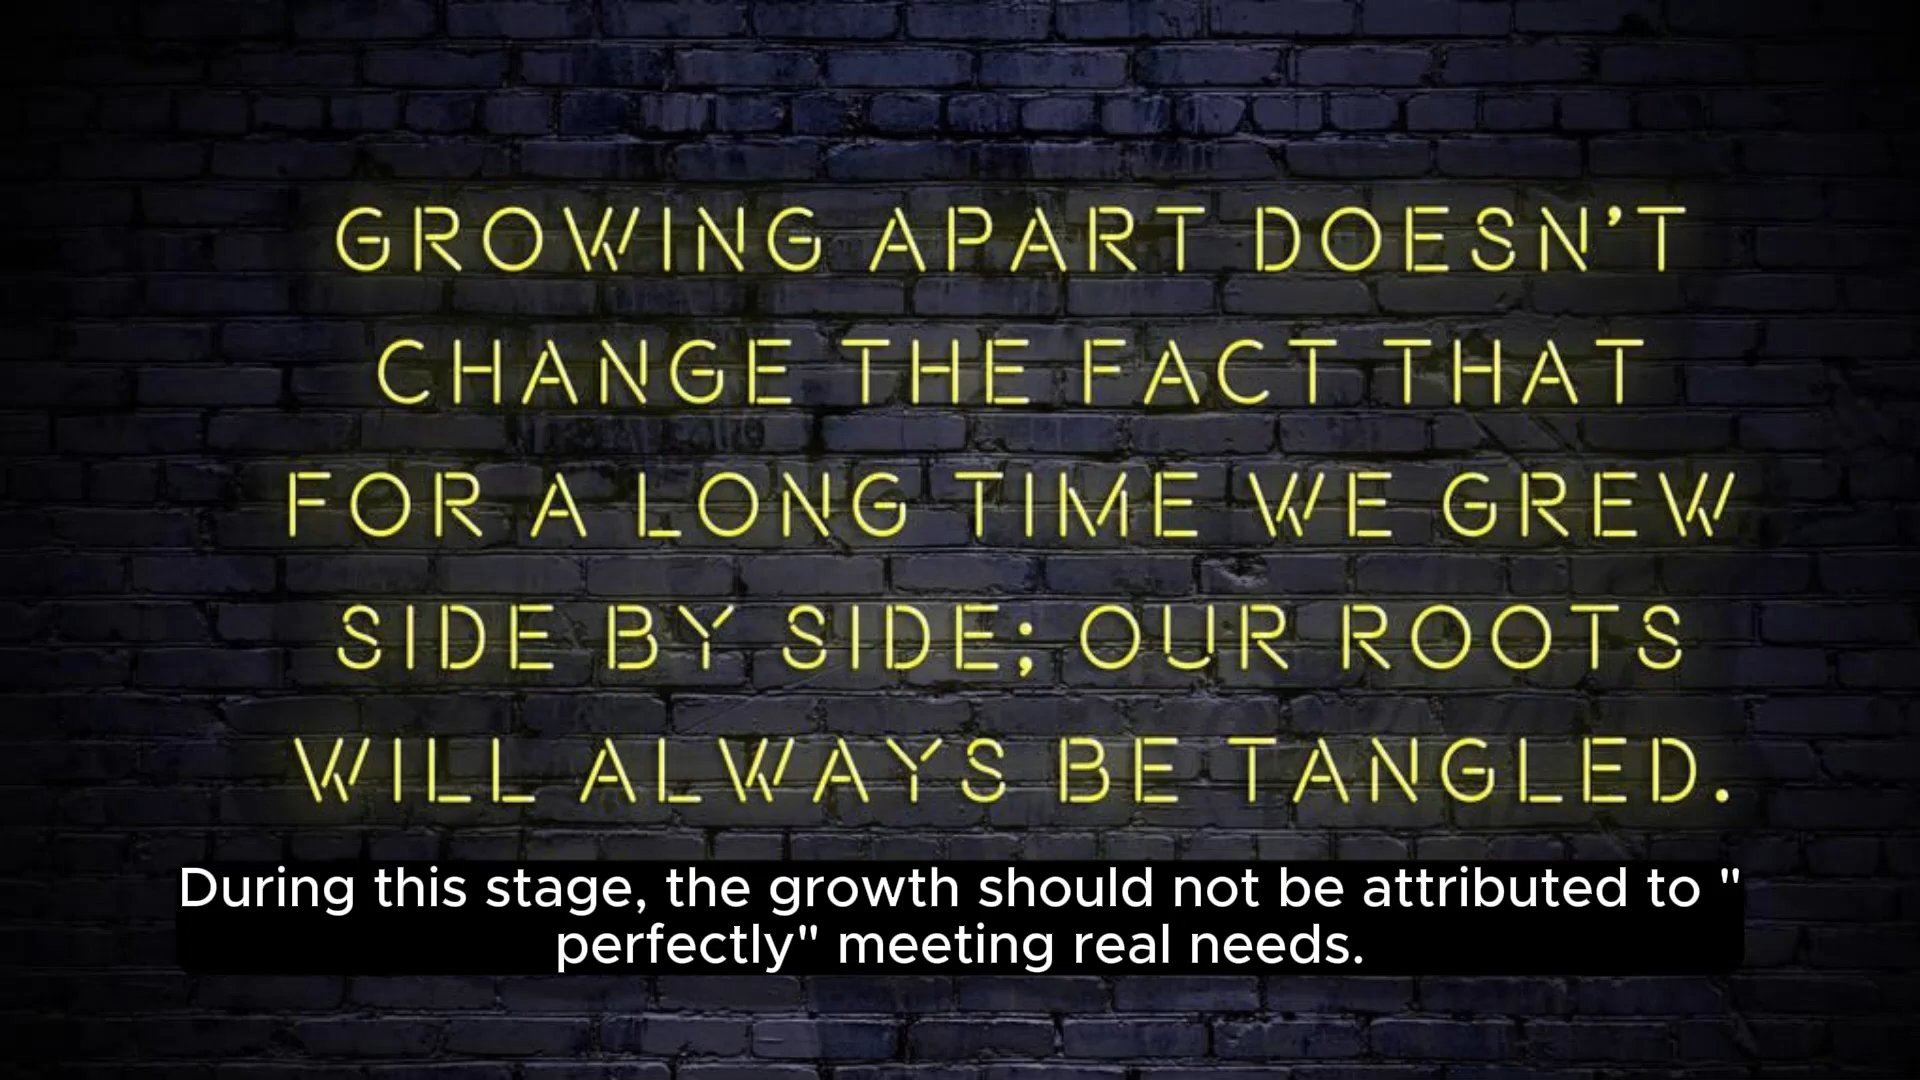 GROWING APART DOESN'T
CHANGE THE FACT THAT
FOR A LONG TIME WE GREW
SIDE BY SIDE; OUR ROOTS
WILL ALWAYS BE TANGLED.
During this stage, the growth should not be attributed to "
perfectly" meeting real needs.